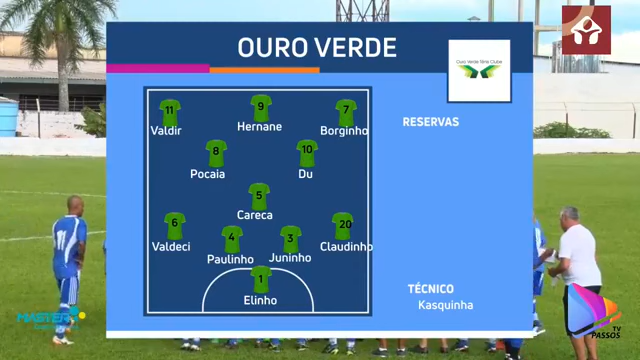 OURO VERDE
Ouro Verde Tênis Clube
11
9
7
Valdir
Hernane
Borginho
RESERVAS
8
10
Pocaia
Du
5
Careca
6
20
Valdeci
4
3
Claudinho
Paulinho
Juninho
1
Elinho
TÉCNICO
Kasquinha
11
MASTER
TV
PASSOS